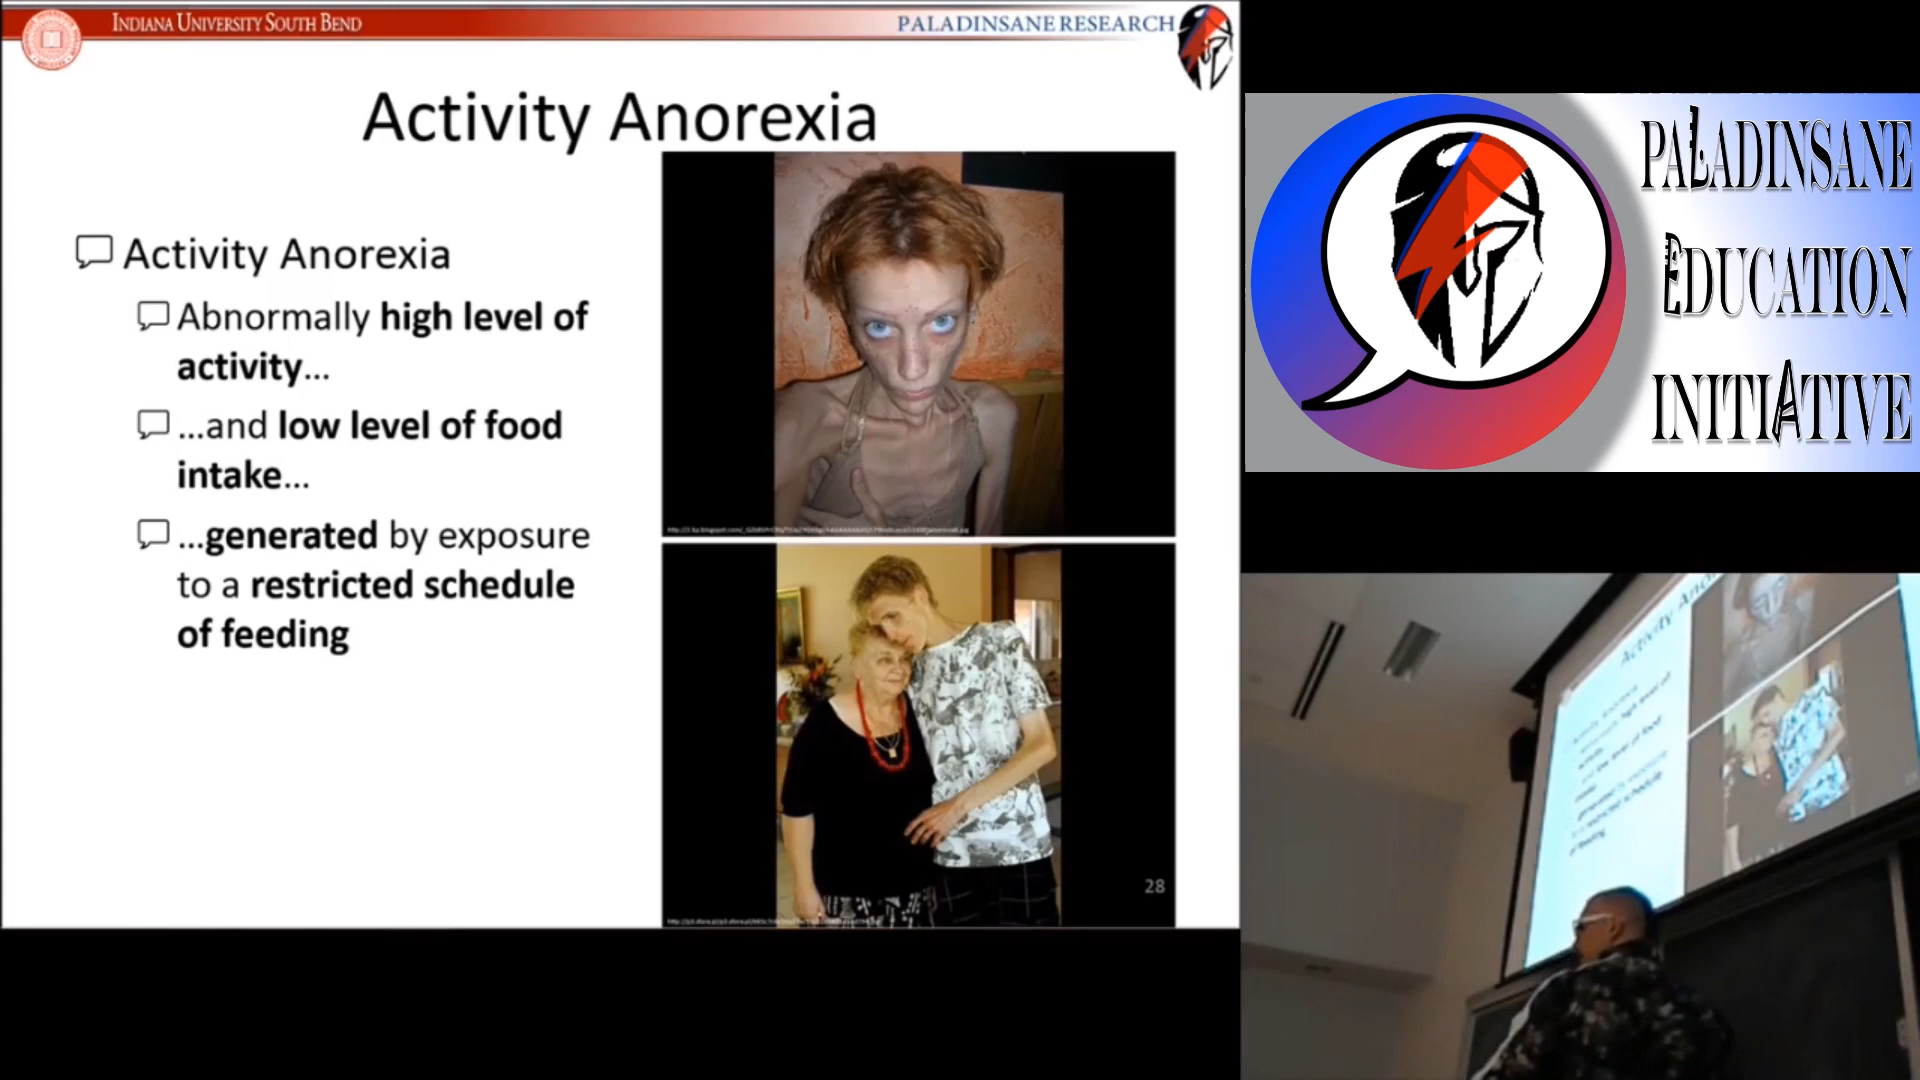 INDIANA UNIVERSITY SOUTH BEND
PALADINSANE RESEARCH
Activity Anorexia
Activity Anorexia
Abnormally high level of
activity...
...and low level of food
intake...
...generated by exposure
to a restricted schedule
of feeding
28
PALADINSANE
EDUCATION
INITIATIVE